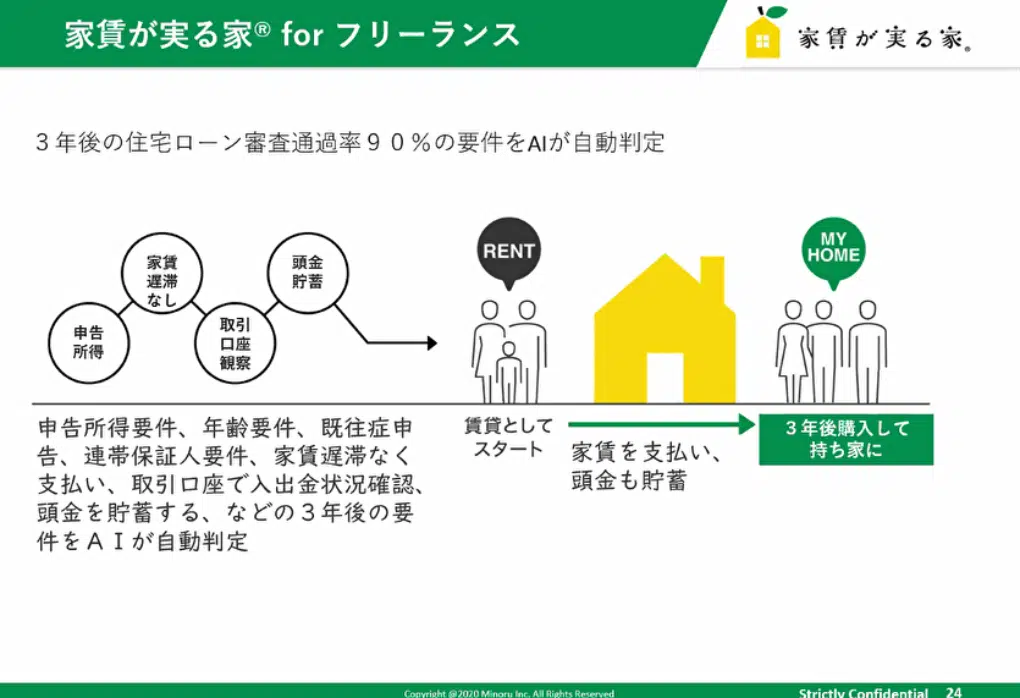 家賃が実る家® for フリーランス
家賃が実る家®
３年後の住宅ローン審査通過率９０％の要件をAIが自動判定
申告
所得
家賃
遅滞
なし
取引
口座
観察
頭金
貯蓄
RENT
MY
HOME
申告所得要件、年齢要件、既往症申
告、連帯保証人要件、家賃遅滞なく
支払い、取引口座で入出金状況確認、
頭金を貯蓄する、などの３年後の要
件をＡＩが自動判定
賃貸として
スタート
家賃を支払い、
頭金も貯蓄
３年後購入して
持ち家に
Copyright @2020 Minoru Inc. All Rights Reserved
Strictly Confidential 24